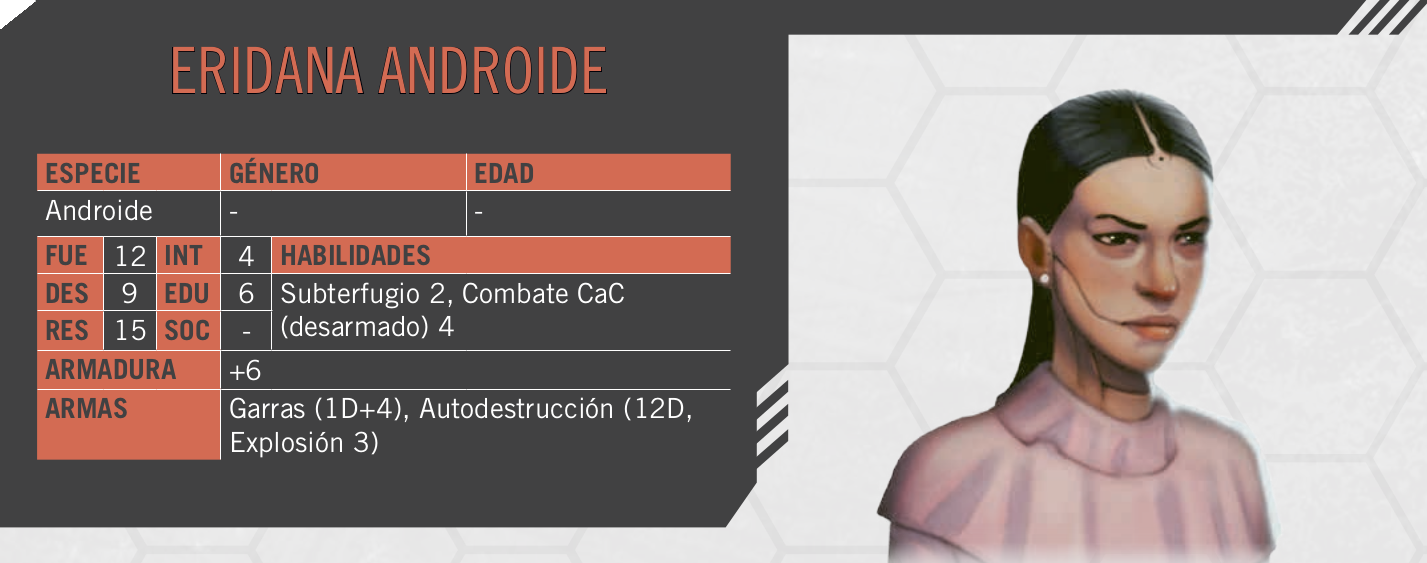 ERIDANA ANDROIDE
ESPECIE GÉNERO EDAD
Androide - -
FUE 12 INT 4 HABILIDADES
DES 9 EDU 6 Subterfugio 2, Combate CaC
RES 15 SOC - (desarmado) 4
ARMADURA +6
ARMAS Garras (1D+4), Autodestrucción (12D,
Explosión 3)